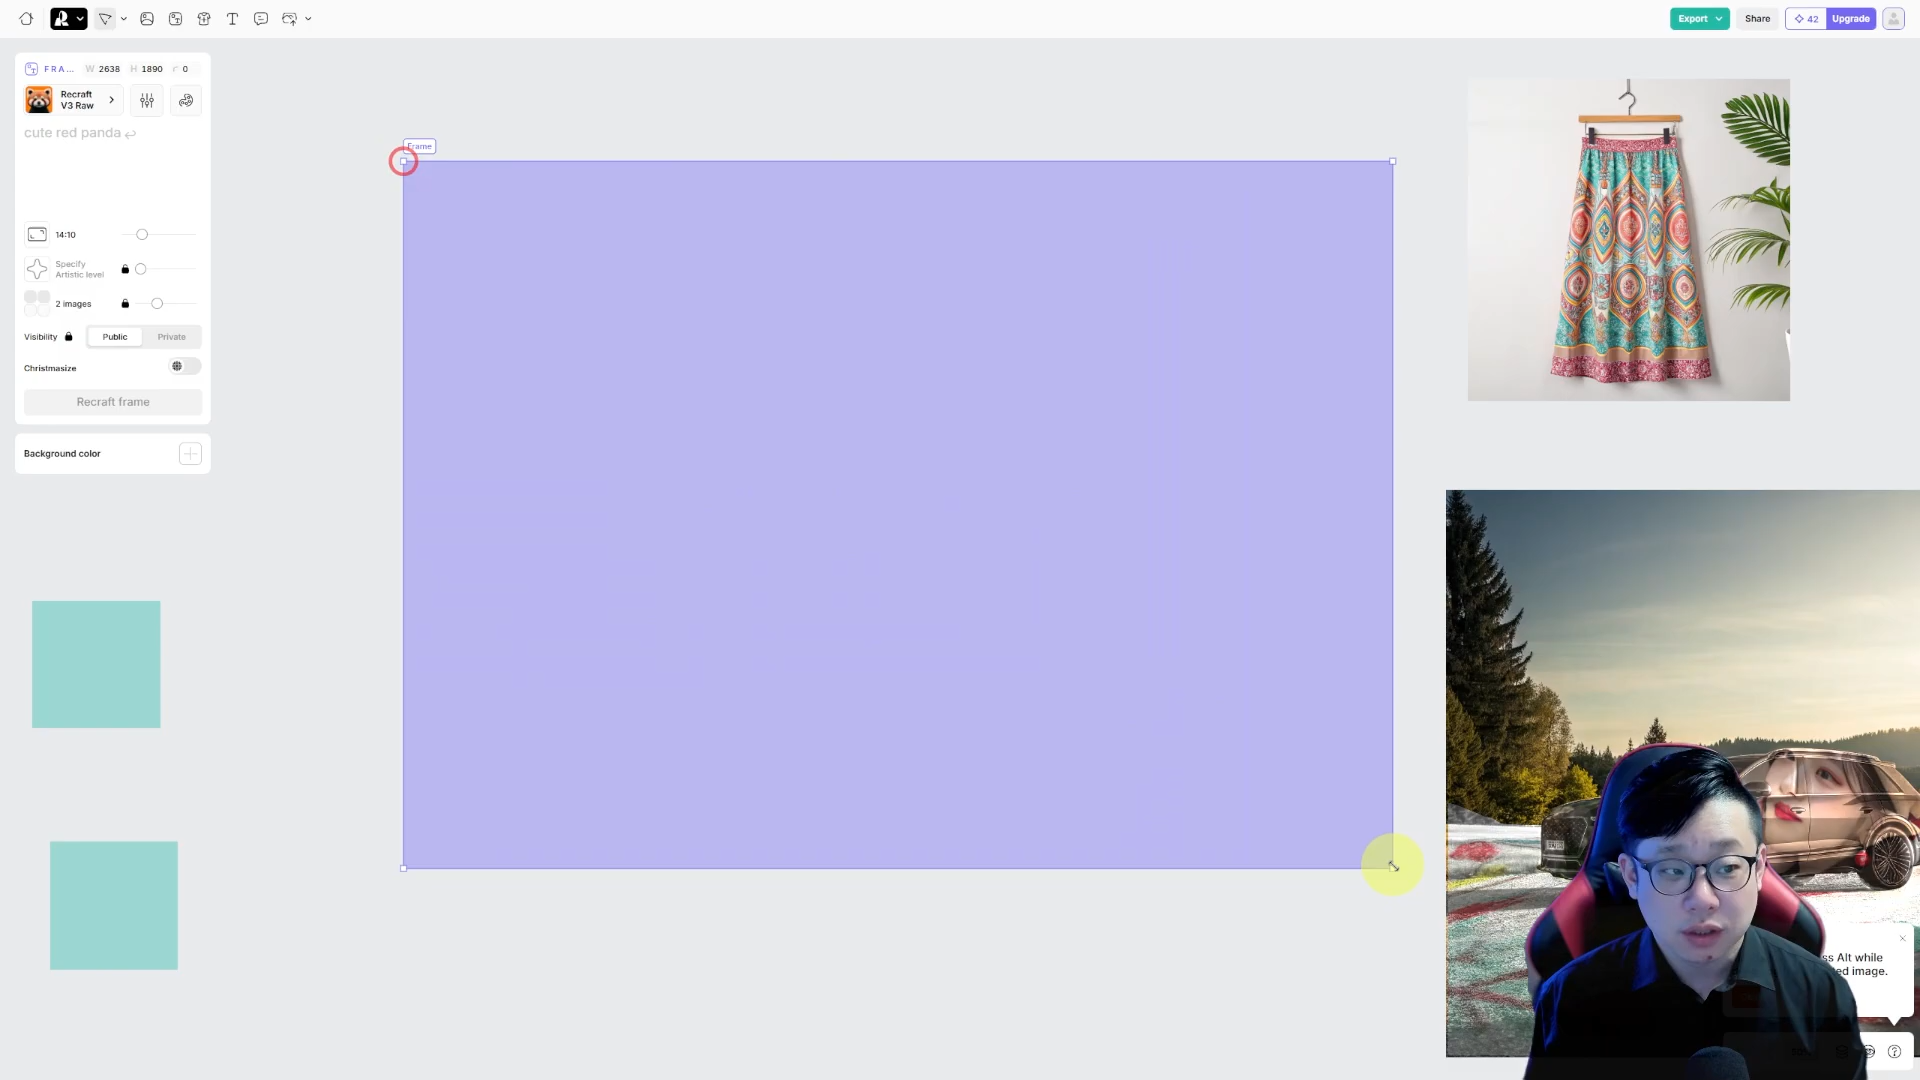 Export
Share
42
Upgrade
FRA...
W 2638
H 1890
0
Recraft
V3 Raw
cute red panda
Frame
14:10
Specify
Artistic level
2 images
Visibility
Public
Private
Christmasize
Recraft frame
Background color
ss Alt while
ed image.